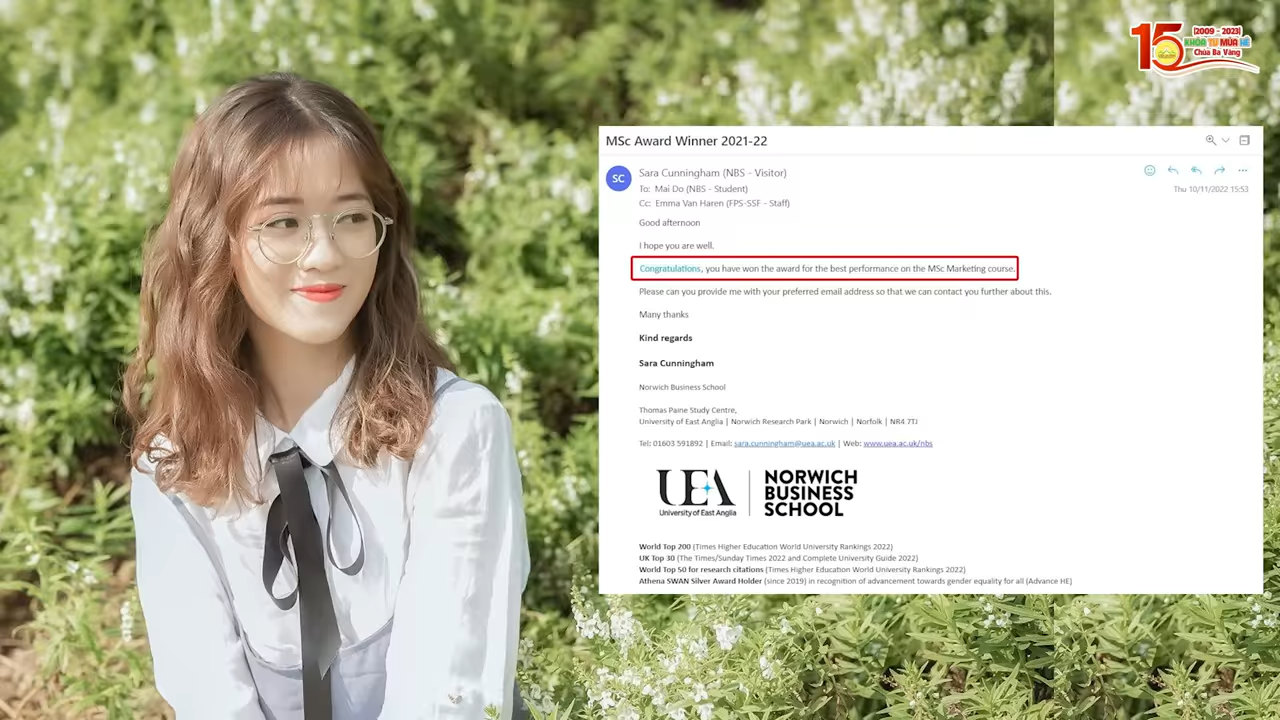 15 [2009 - 2023]
KHÓA TU MÙA HÈ
Chùa Ba Vàng
MSc Award Winner 2021-22
SC
Sara Cunningham (NBS - Visitor)
To: Mai Do (NBS - Student)
Cc: Emma Van Haren (FPS-SSF - Staff)
Thu 10/11/2022 15:53
Good afternoon
I hope you are well.
Congratulations, you have won the award for the best performance on the MSc Marketing course.
Please can you provide me with your preferred email address so that we can contact you further about this.
Many thanks
Kind regards
Sara Cunningham
Norwich Business School
Thomas Paine Study Centre,
University of East Anglia | Norwich Research Park | Norwich | Norfolk | NR4 7TJ
Tel: 01603 591892 | Email: sara.cunningham@uea.ac.uk | Web: www.uea.ac.uk/nbs
UEA
University of East Anglia
NORWICH
BUSINESS
SCHOOL
World Top 200 (Times Higher Education World University Rankings 2022)
UK Top 30 (The Times/Sunday Times 2022 and Complete University Guide 2022)
World Top 50 for research citations (Times Higher Education World University Rankings 2022)
Athena SWAN Silver Award Holder (since 2019) in recognition of advancement towards gender equality for all (Advance HE)